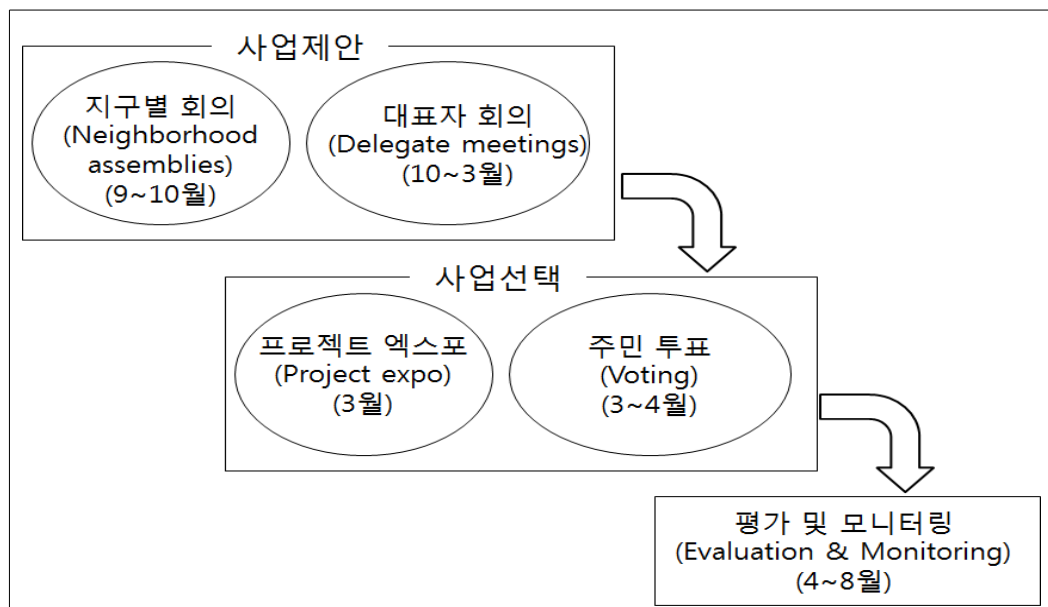 사업제안
지구별 회의
(Neighborhood
assemblies)
(9~10월)
대표자 회의
(Delegate meetings)
(10~3월)
사업선택
프로젝트 엑스포
(Project expo)
(3월)
주민 투표
(Voting)
(3~4월)
평가 및 모니터링
(Evaluation & Monitoring)
(4~8월)